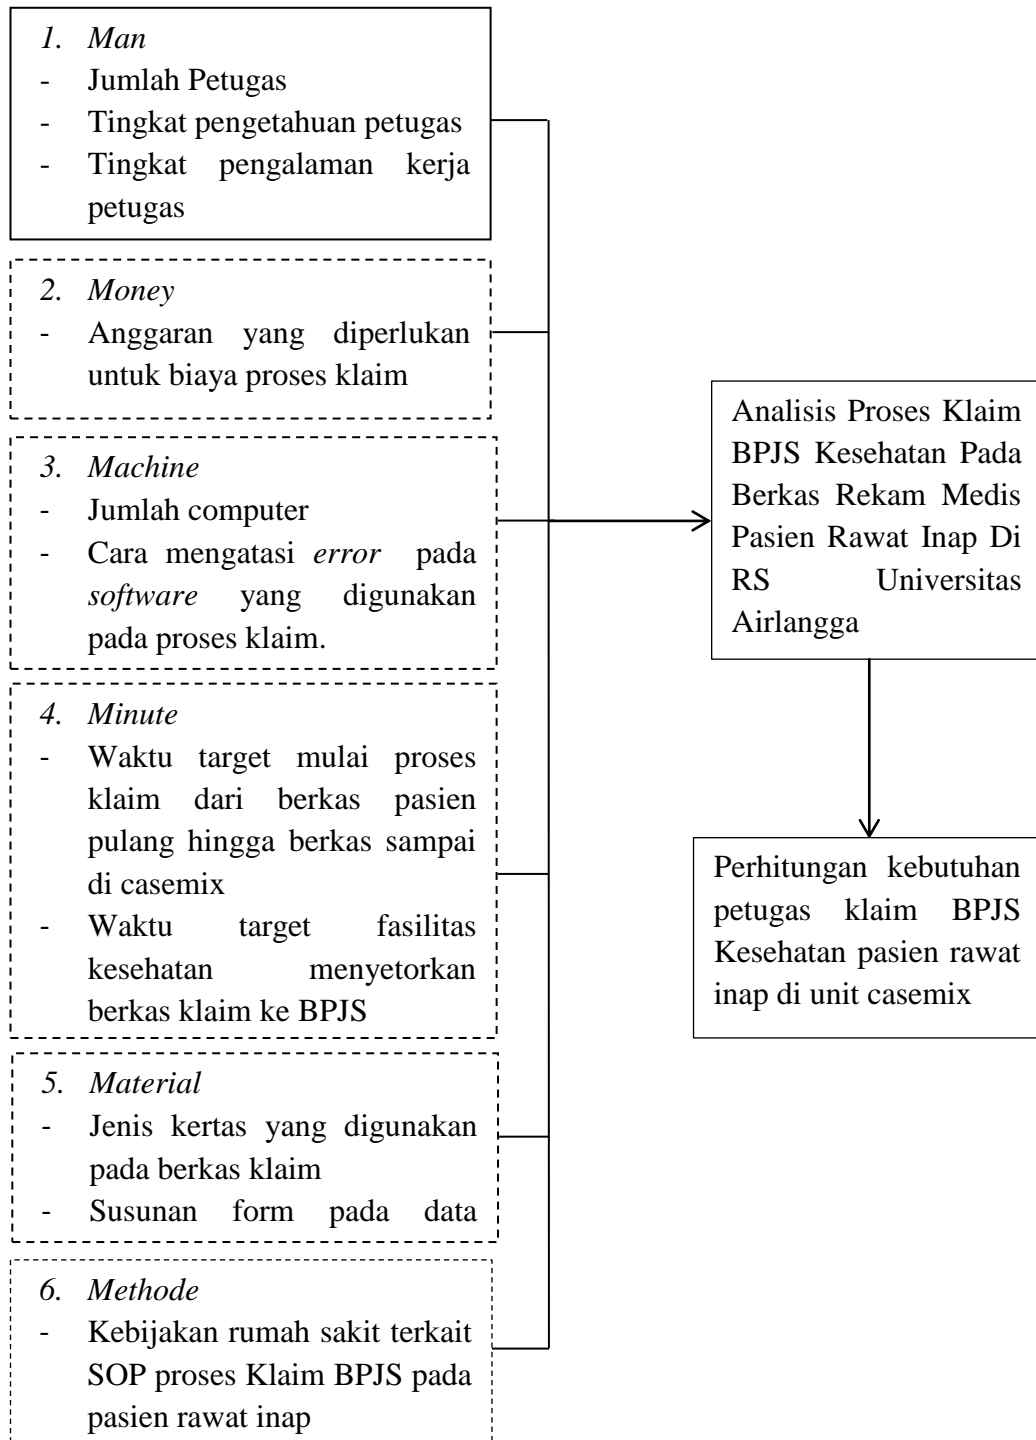 1. Man
- Jumlah Petugas
- Tingkat pengetahuan petugas
- Tingkat pengalaman kerja
petugas
2. Money
- Anggaran yang diperlukan
untuk biaya proses klaim
3. Machine
- Jumlah computer
- Cara mengatasi error pada
software yang digunakan
pada proses klaim.
4. Minute
- Waktu target mulai proses
klaim dari berkas pasien
pulang hingga berkas sampai
di casemix
- Waktu target fasilitas
kesehatan menyetorkan
berkas klaim ke BPJS
5. Material
- Jenis kertas yang digunakan
pada berkas klaim
- Susunan form pada data
6. Methode
- Kebijakan rumah sakit terkait
SOP proses Klaim BPJS pada
pasien rawat inap
Analisis Proses Klaim
BPJS Kesehatan Pada
Berkas Rekam Medis
Pasien Rawat Inap Di
RS Universitas
Airlangga
Perhitungan kebutuhan
petugas klaim BPJS
Kesehatan pasien rawat
inap di unit casemix